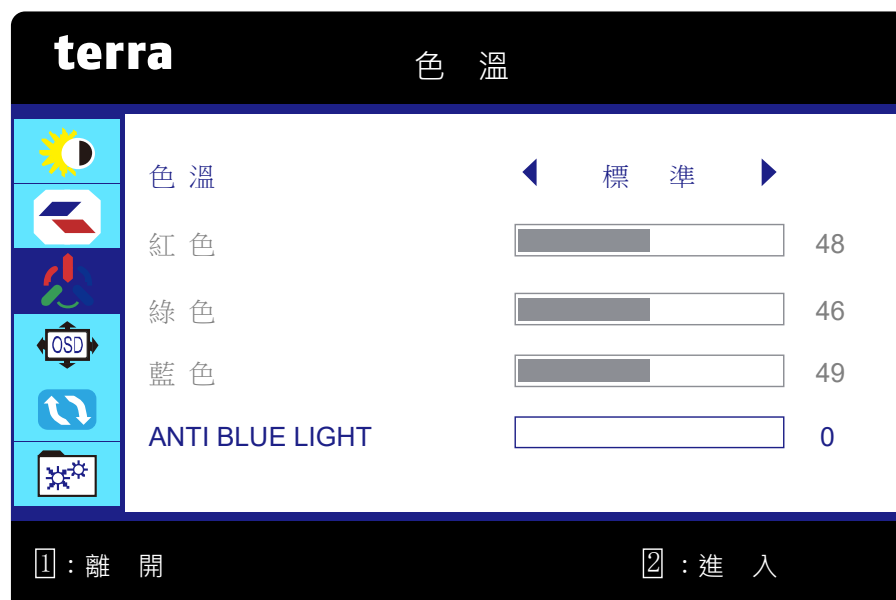 terra
色 溫
色 溫 標 準
紅 色 48
綠 色 46
OSD
藍 色 49
ANTI BLUE LIGHT 0
1:離 開 2:進 入